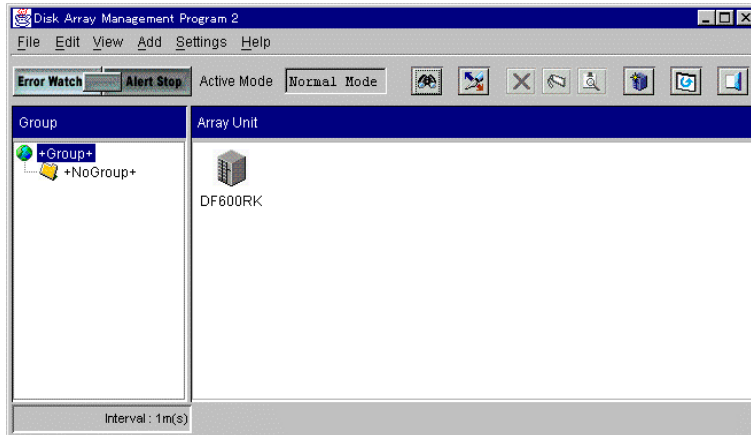 Disk Array Management Program 2
File Edit View Add Settings Help
Error Watch Alert Stop Active Mode Normal Mode
Group Array Unit
+Group+
+NoGroup+
DF600RK
Interval : 1m(s)